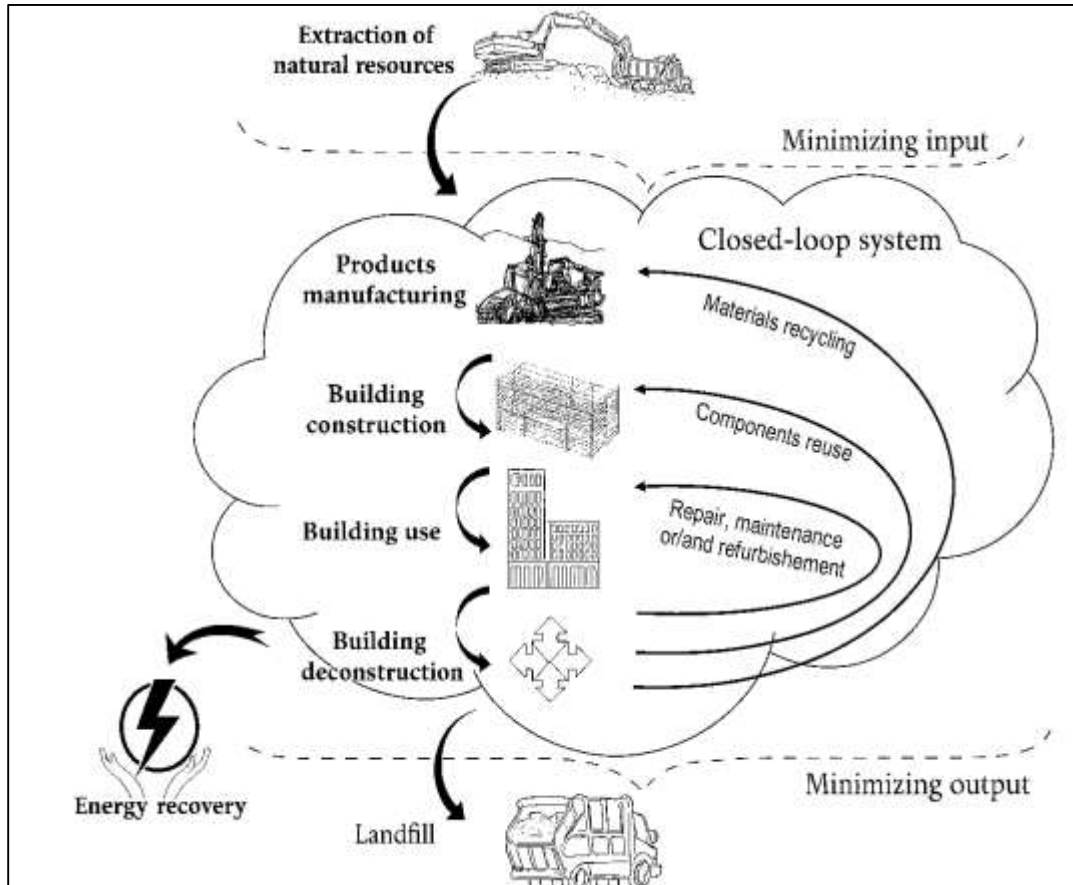 Extraction of
natural resources
Minimizing input
Closed-loop system
Products
manufacturing
Materials recycling
Building
construction
Components reuse
Building use
Repair, maintenance
or/and refurbishement
Building
deconstruction
Energy recovery
Minimizing output
Landfill